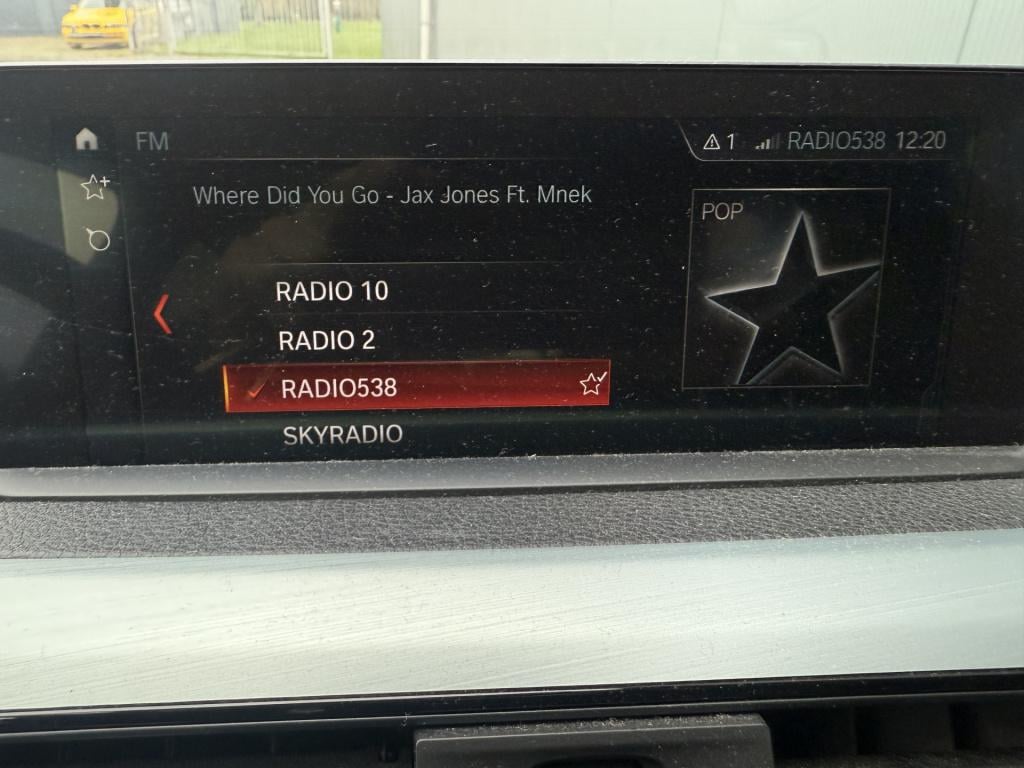 FM
1 RADIO538 12:20
Where Did You Go - Jax Jones Ft. Mnek
POP
RADIO 10
RADIO 2
RADIO538
SKYRADIO